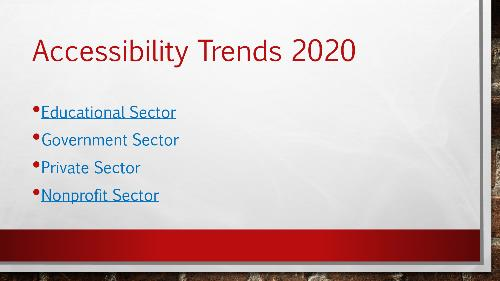 Accessibility Trends 2020
•Educational Sector
•Government Sector
•Private Sector
•Nonprofit Sector